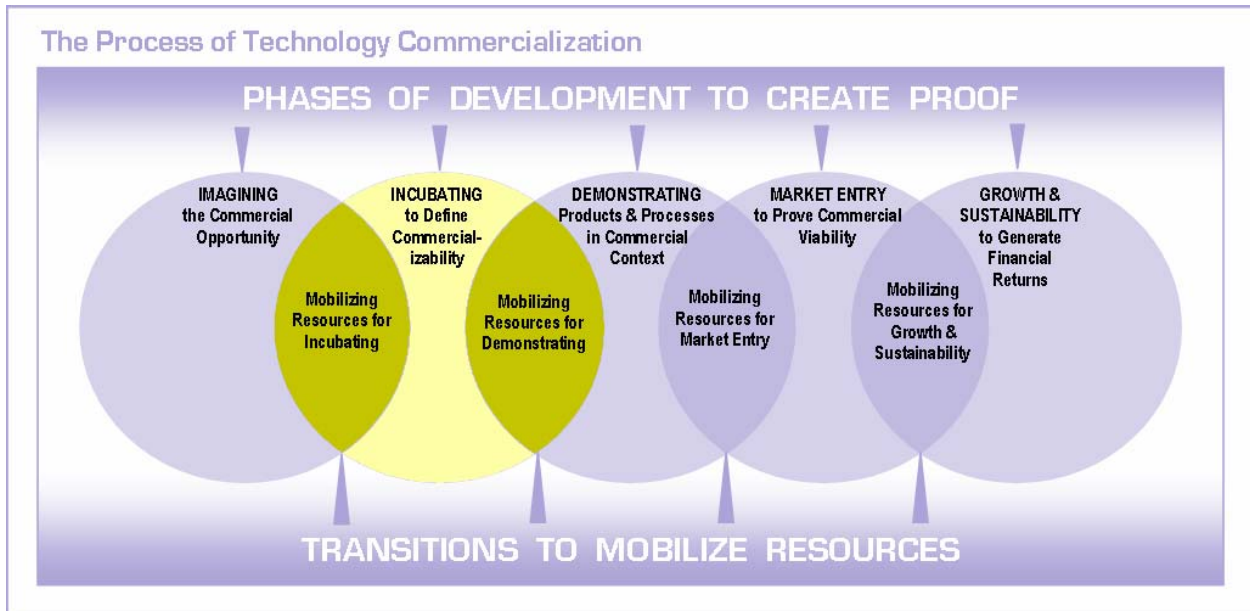 The Process of Technology Commercialization
PHASES OF DEVELOPMENT TO CREATE PROOF
IMAGINING
the Commercial
Opportunity
INCUBATING
to Define
Commercial-
izability
DEMONSTRATING
Products & Processes
in Commercial
Context
MARKET ENTRY
to Prove Commercial
Viability
GROWTH &
SUSTAINABILITY
to Generate
Financial
Returns
Mobilizing
Resources for
Incubating
Mobilizing
Resources for
Demonstrating
Mobilizing
Resources for
Market Entry
Mobilizing
Resources for
Growth &
Sustainability
TRANSITIONS TO MOBILIZE RESOURCES